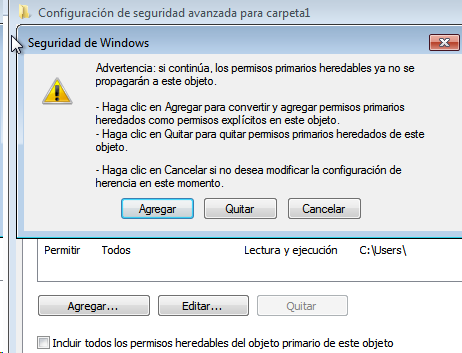 Configuración de seguridad avanzada para carpeta1
Seguridad de Windows
Advertencia: si continúa, los permisos primarios heredables ya no se
propagarán a este objeto.
- Haga clic en Agregar para convertir y agregar permisos primarios
heredados como permisos explícitos en este objeto.
- Haga clic en Quitar para quitar permisos primarios heredados de este
objeto.
- Haga clic en Cancelar si no desea modificar la configuración de
herencia en este momento.
Agregar Quitar Cancelar
Permitir Todos Lectura y ejecución C:\Users\
Agregar... Editar... Quitar
Incluir todos los permisos heredables del objeto primario de este objeto